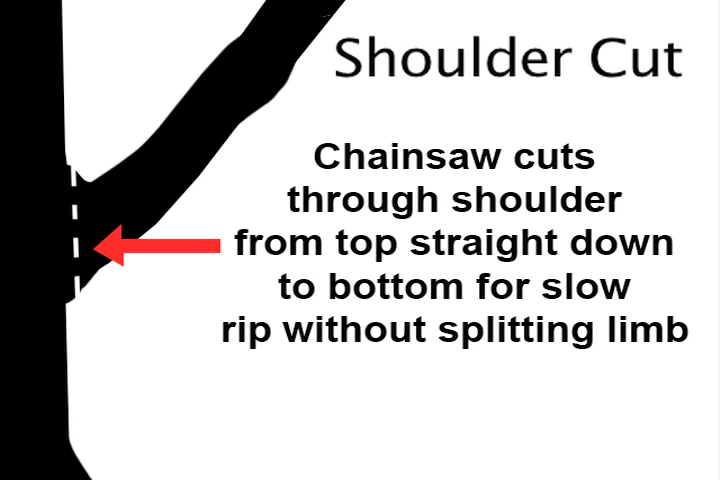 Shoulder Cut
Chainsaw cuts
through shoulder
from top straight down
to bottom for slow
rip without splitting limb